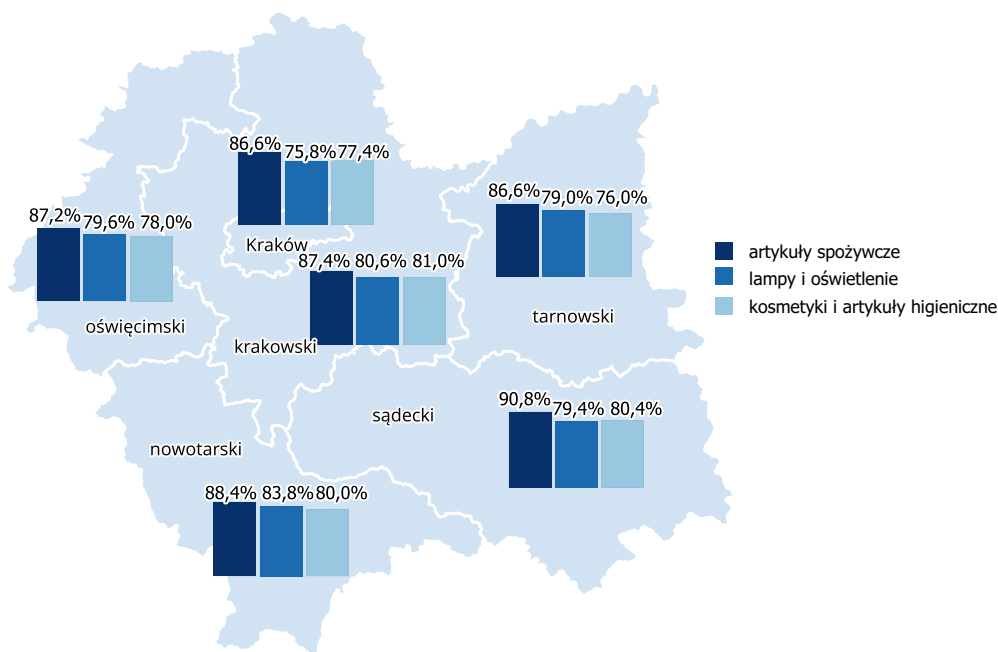 86,6% 75,8% 77,4%
Kraków
86,6% 79,0% 76,0%
tarnowski
87,2% 79,6% 78,0%
oświęcimski
87,4% 80,6% 81,0%
krakowski
90,8% 79,4% 80,4%
sądecki
nowotarski
88,4% 83,8% 80,0%
artykuły spożywcze
lampy i oświetlenie
kosmetyki i artykuły higieniczne